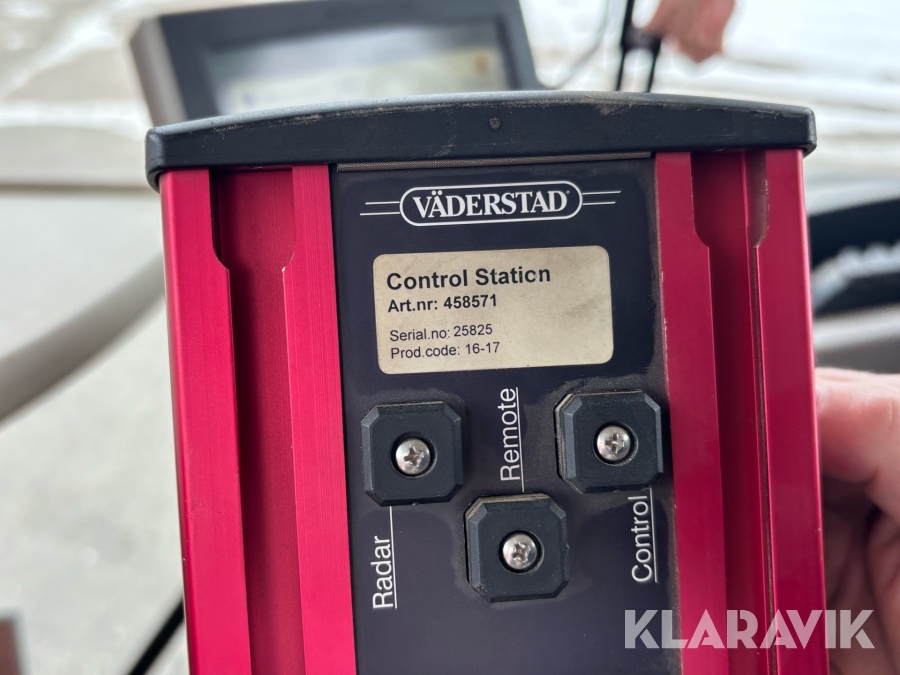 VÄDERSTAD
Control Station
Art.nr: 458571
Serial.no: 25825
Prod.code: 16-17
Remote
Radar
Control
KLARAVIK